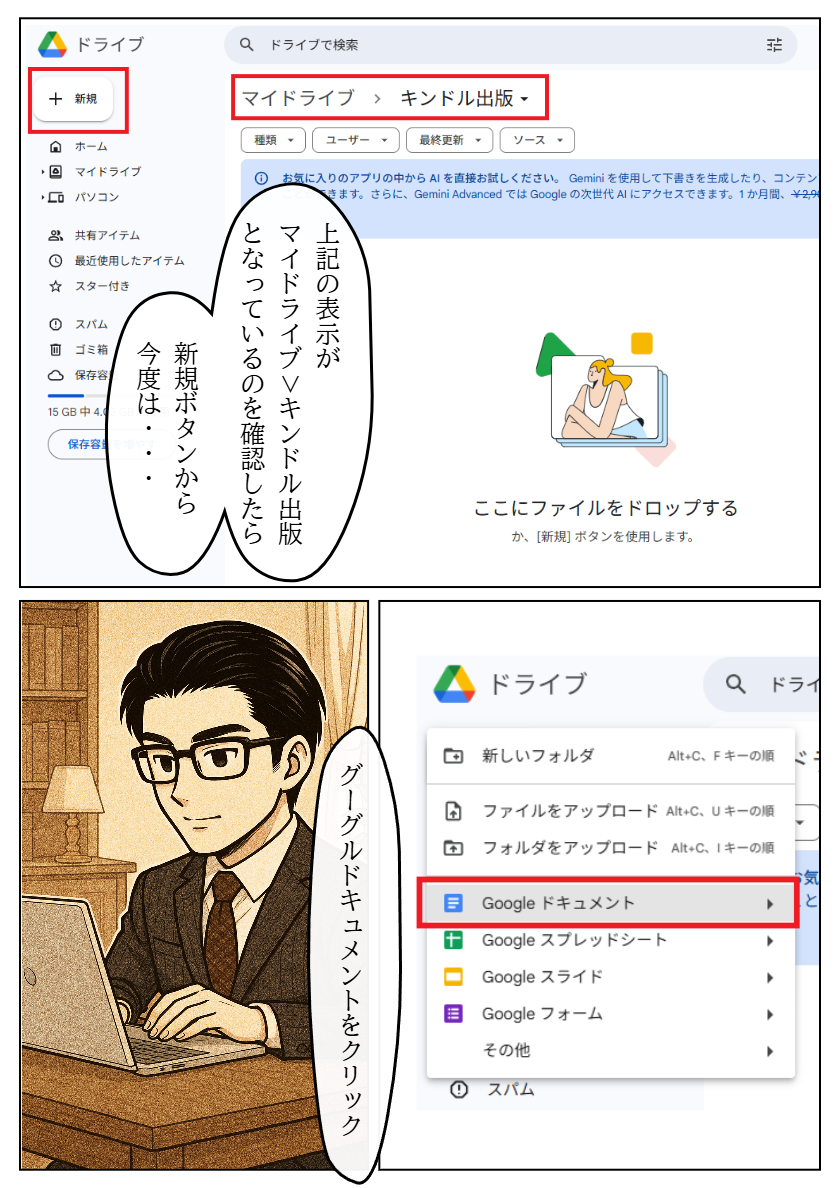 ドライブ
ドライブで検索
新規
マイドライブ > キンドル出版
種類
ユーザー
最終更新
ソース
ホーム
マイドライブ
パソコン
共有アイテム
最近使用したアイテム
スター付き
スパム
ゴミ箱
保存容
15 GB 中 4.
保存容
お気に入りのアプリの中から AI を直接お試しください。 Gemini を使用して下書きを生成したり、コンテン
きます。さらに、Gemini Advanced では Google の次世代 AI にアクセスできます。1 か月間、¥2,9
上記の表示が
マイドライブ>キンドル出版
となっているのを確認したら
新規ボタンから
今度は・・・
ここにファイルをドロップする
か、[新規] ボタンを使用します。
グーグルドキュメントをクリック
ドライブ
ドライ
新しいフォルダ Alt+C、F キーの順
ファイルをアップロード Alt+C、U キーの順
フォルダをアップロード Alt+C、I キーの順
Google ドキュメント
Google スプレッドシート
Google スライド
Google フォーム
その他
スパム
気
と